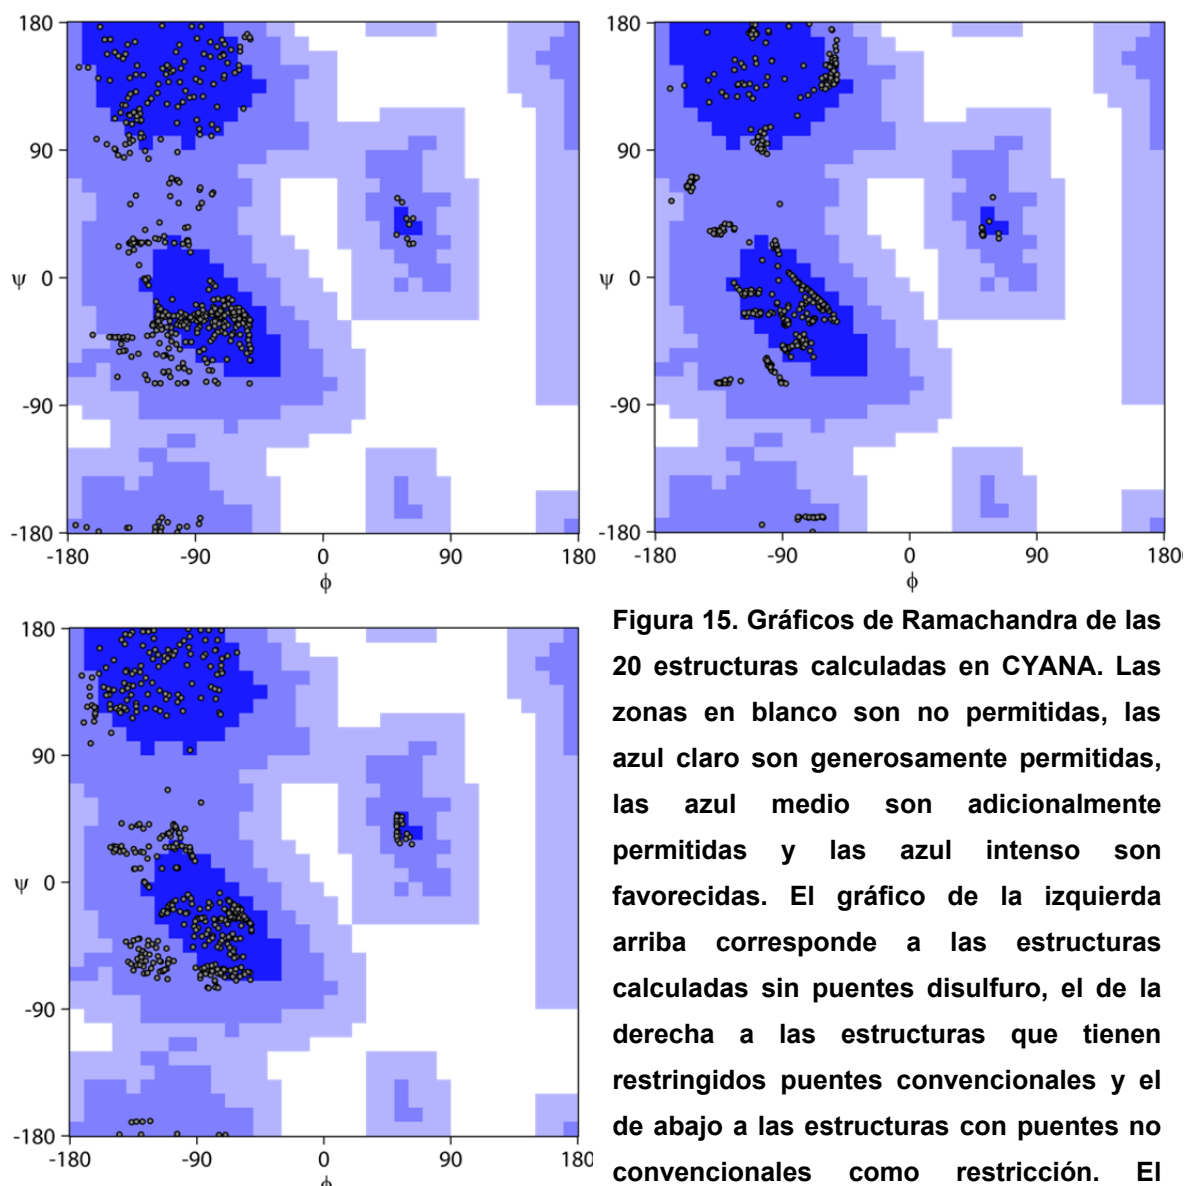 180
90
ψ 0
-90
-180
-180 -90 0 90 180
ϕ
180
90
ψ 0
-90
-180
-180 -90 0 90 180
ϕ
180
90
ψ 0
-90
-180
-180 -90 0 90 180
ϕ
Figura 15. Gráficos de Ramachandra de las
20 estructuras calculadas en CYANA. Las
zonas en blanco son no permitidas, las
azul claro son generosamente permitidas,
las azul medio son adicionalmente
permitidas y las azul intenso son
favorecidas. El gráfico de la izquierda
arriba corresponde a las estructuras
calculadas sin puentes disulfuro, el de la
derecha a las estructuras que tienen
restringidos puentes convencionales y el
de abajo a las estructuras con puentes no
convencionales como restricción. El